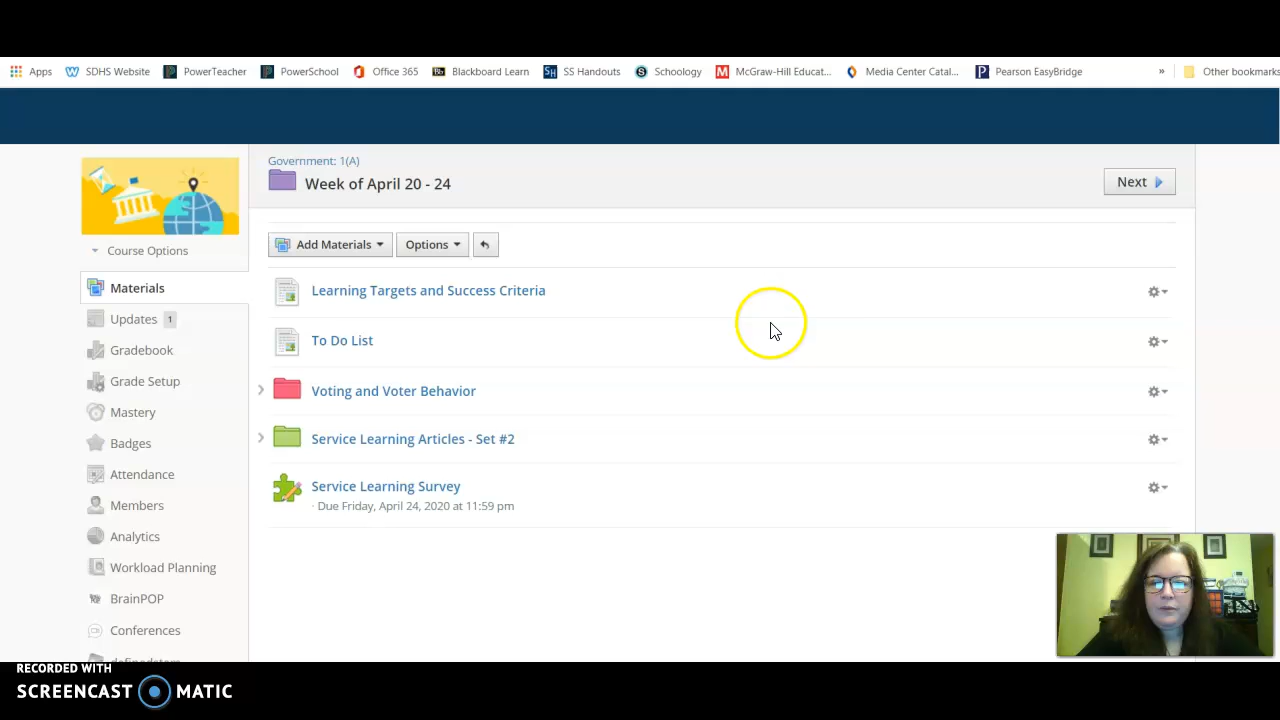 Apps SDHS Website PowerTeacher PowerSchool Office 365 Bb Blackboard Learn SH SS Handouts S Schoology M McGraw-Hill Educat... Media Center Catal... P Pearson EasyBridge » Other bookmarks
Government: 1(A)
Week of April 20 - 24
Next
Course Options
Add Materials Options
Materials
Updates 1
Gradebook
Grade Setup
Mastery
Badges
Attendance
Members
Analytics
Workload Planning
BrainPOP
Conferences
Learning Targets and Success Criteria
To Do List
Voting and Voter Behavior
Service Learning Articles - Set #2
Service Learning Survey
· Due Friday, April 24, 2020 at 11:59 pm
RECORDED WITH
SCREENCAST MATIC